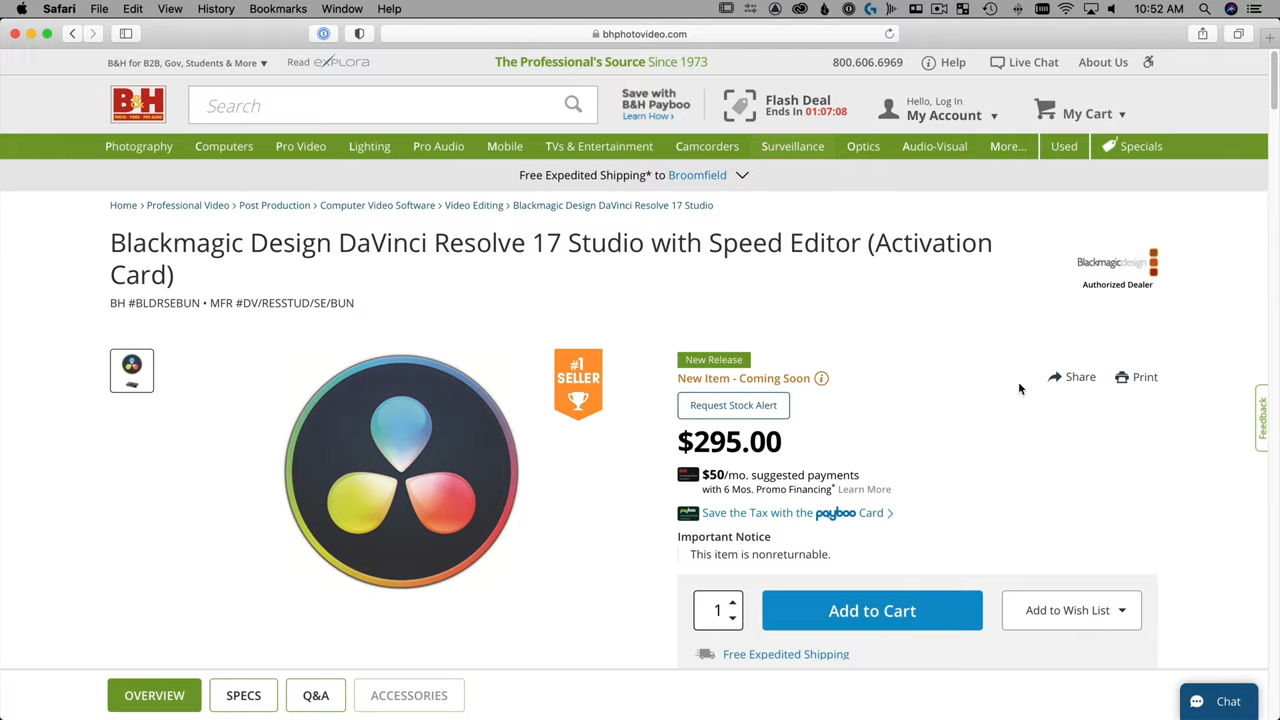 Safari File Edit View History Bookmarks Window Help 10:52 AM
bhphotovideo.com
B&H for B2B, Gov, Students & More Read eXPLORA The Professional's Source Since 1973 800.606.6969 Help Live Chat About Us
B&H
PHOTO - VIDEO - PRO AUDIO
Search
Save with
B&H Payboo
Learn How >
Flash Deal
Ends In 01:07:08
Hello, Log In
My Account
My Cart
Photography Computers Pro Video Lighting Pro Audio Mobile TVs & Entertainment Camcorders Surveillance Optics Audio-Visual More... Used Specials
Free Expedited Shipping* to Broomfield
Home > Professional Video > Post Production > Computer Video Software > Video Editing > Blackmagic Design DaVinci Resolve 17 Studio
Blackmagic Design DaVinci Resolve 17 Studio with Speed Editor (Activation
Card)
BH #BLDRSEBUN • MFR #DV/RESSTUD/SE/BUN
Blackmagicdesign
Authorized Dealer
#1
SELLER
New Release
New Item - Coming Soon
Share Print
Request Stock Alert
$295.00
$50/mo. suggested payments
with 6 Mos. Promo Financing* Learn More
Save the Tax with the payboo Card >
Important Notice
This item is nonreturnable.
1 Add to Cart Add to Wish List
Free Expedited Shipping
Feedback
OVERVIEW SPECS Q&A ACCESSORIES
Chat